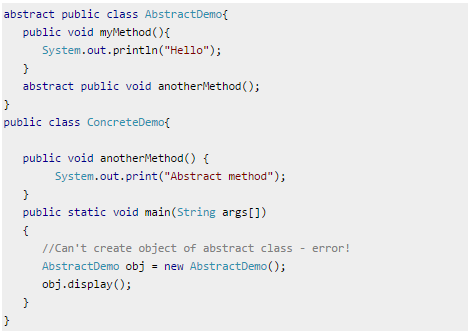 abstract public class AbstractDemo{
   public void myMethod(){
      System.out.println("Hello");
   }
   abstract public void anotherMethod();
}
public class ConcreteDemo{

   public void anotherMethod() {
        System.out.print("Abstract method");
   }
   public static void main(String args[])
   {
      //Can't create object of abstract class - error!
      AbstractDemo obj = new AbstractDemo();
      obj.display();
   }
}